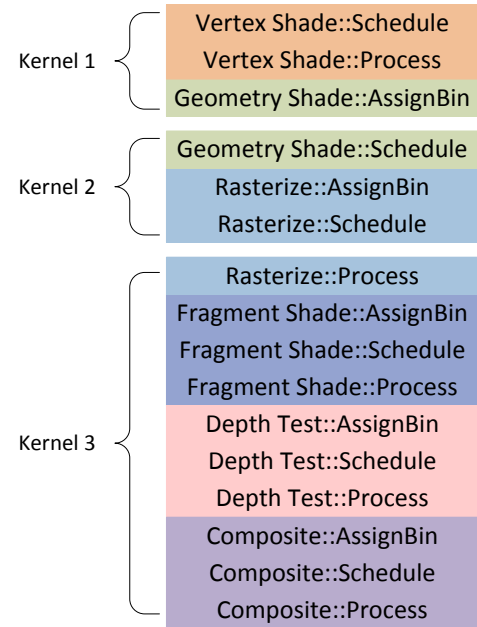 Kernel 1
Vertex Shade::Schedule
Vertex Shade::Process
Geometry Shade::AssignBin
Kernel 2
Geometry Shade::Schedule
Rasterize::AssignBin
Rasterize::Schedule
Kernel 3
Rasterize::Process
Fragment Shade::AssignBin
Fragment Shade::Schedule
Fragment Shade::Process
Depth Test::AssignBin
Depth Test::Schedule
Depth Test::Process
Composite::AssignBin
Composite::Schedule
Composite::Process